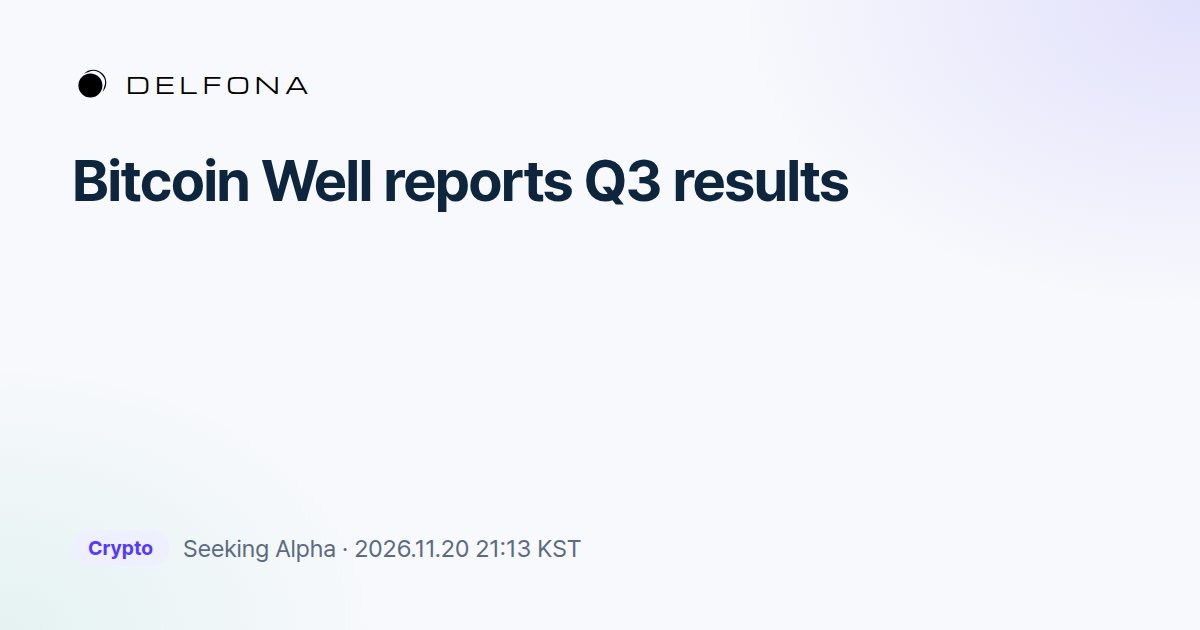 DELFONA
Bitcoin Well reports Q3 results
Crypto Seeking Alpha · 2026.11.20 21:13 KST